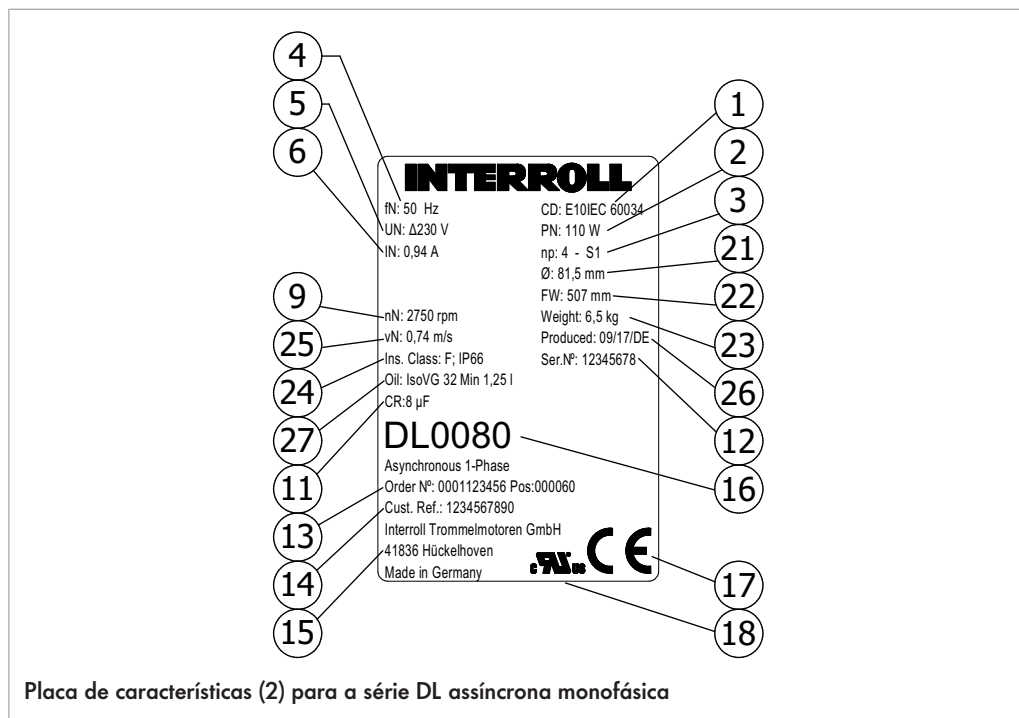 4
5
6
9
25
24
27
11
13
14
15
INTERROLL
fN: 50 Hz
UN: Δ230 V
IN: 0,94 A
nN: 2750 rpm
vN: 0,74 m/s
Ins. Class: F; IP66
Oil: IsoVG 32 Min 1,25 l
CR:8 µF
CD: E10IEC 60034
PN: 110 W
np: 4 - S1
Ø: 81,5 mm
FW: 507 mm
Weight: 6,5 kg
Produced: 09/17/DE
Ser.Nº: 12345678
DL0080
Asynchronous 1-Phase
Order Nº: 0001123456 Pos:000060
Cust. Ref.: 1234567890
Interroll Trommelmotoren GmbH
41836 Hückelhoven
Made in Germany
c RU us CE
1
2
3
21
22
23
26
12
16
17
18
Placa de características (2) para a série DL assíncrona monofásica